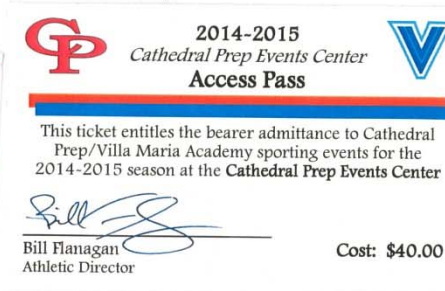 CP
2014-2015
Cathedral Prep Events Center
Access Pass
V
This ticket entitles the bearer admittance to Cathedral
Prep/Villa Maria Academy sporting events for the
2014-2015 season at the Cathedral Prep Events Center
Bill Flanagan
Athletic Director
Cost: $40.00